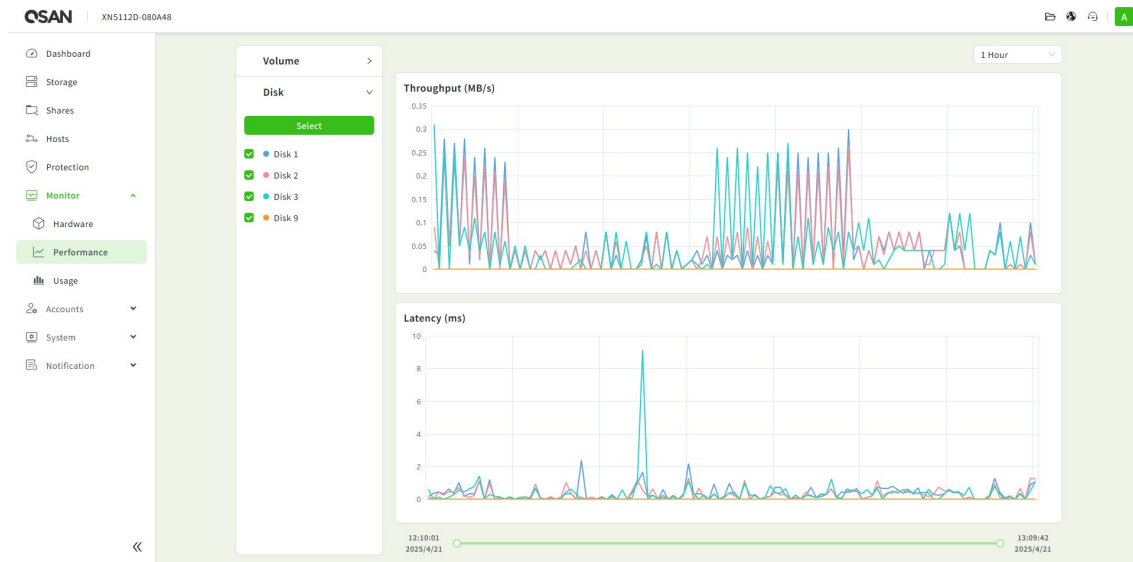 QSAN XN5112D-080A48 A
Dashboard
Storage
Shares
Hosts
Protection
Monitor
Hardware
Performance
Usage
Accounts
System
Notification
Volume
Disk
Select
Disk 1
Disk 2
Disk 3
Disk 9
1 Hour
Throughput (MB/s)
0.35
0.3
0.25
0.2
0.15
0.1
0.05
0
Latency (ms)
10
8
6
4
2
0
12:10:01
2025/4/21
13:09:42
2025/4/21